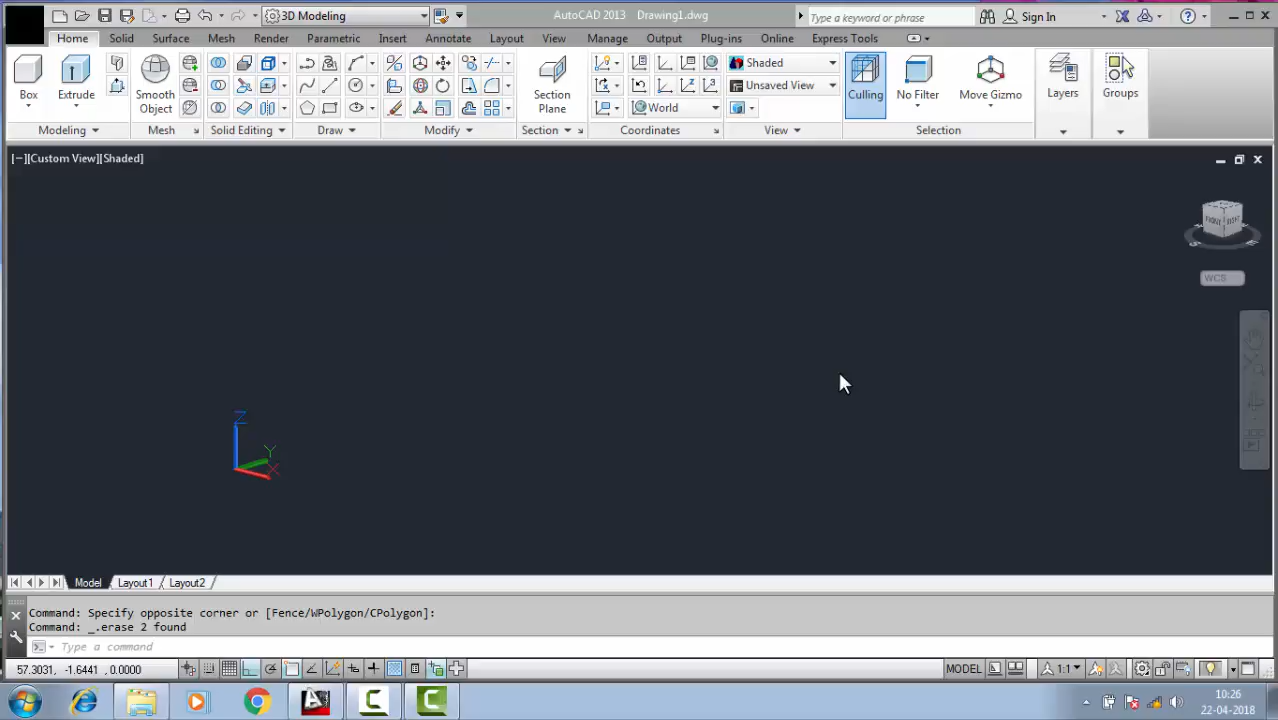 3D Modeling
AutoCAD 2013 Drawing1.dwg
Type a keyword or phrase
Sign In
Home Solid Surface Mesh Render Parametric Insert Annotate Layout View Manage Output Plug-ins Online Express Tools
Box
Extrude
Smooth
Object
Section
Plane
World
Shaded
Unsaved View
Culling
No Filter
Move Gizmo
Layers
Groups
Modeling Mesh Solid Editing Draw Modify Section Coordinates View Selection
[−][Custom View][Shaded]
FRONT RIGHT
WCS
Z
Y
X
Model Layout1 Layout2
Command: Specify opposite corner or [Fence/WPolygon/CPolygon]:
Command: _.erase 2 found
Type a command
57.3031, -1.6441 , 0.0000
MODEL
1:1
10:26
22-04-2018